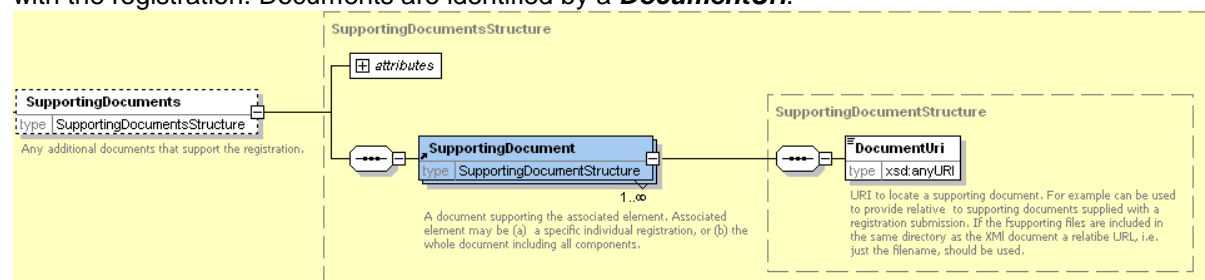 with the registration. Documents are identified by a DocumentUri.
SupportingDocumentsStructure
attributes
SupportingDocuments
type SupportingDocumentsStructure
Any additional documents that support the registration.
SupportingDocument
type SupportingDocumentStructure
1..∞
A document supporting the associated element. Associated
element may be (a) a specific individual registration, or (b) the
whole document including all components.
SupportingDocumentStructure
DocumentUri
type xsd:anyURI
URI to locate a supporting document. For example can be used
to provide relative to supporting documents supplied with a
registration submission. If the fsupporting files are included in
the same directory as the XMl document a relatibe URL, i.e.
just the filename, should be used.